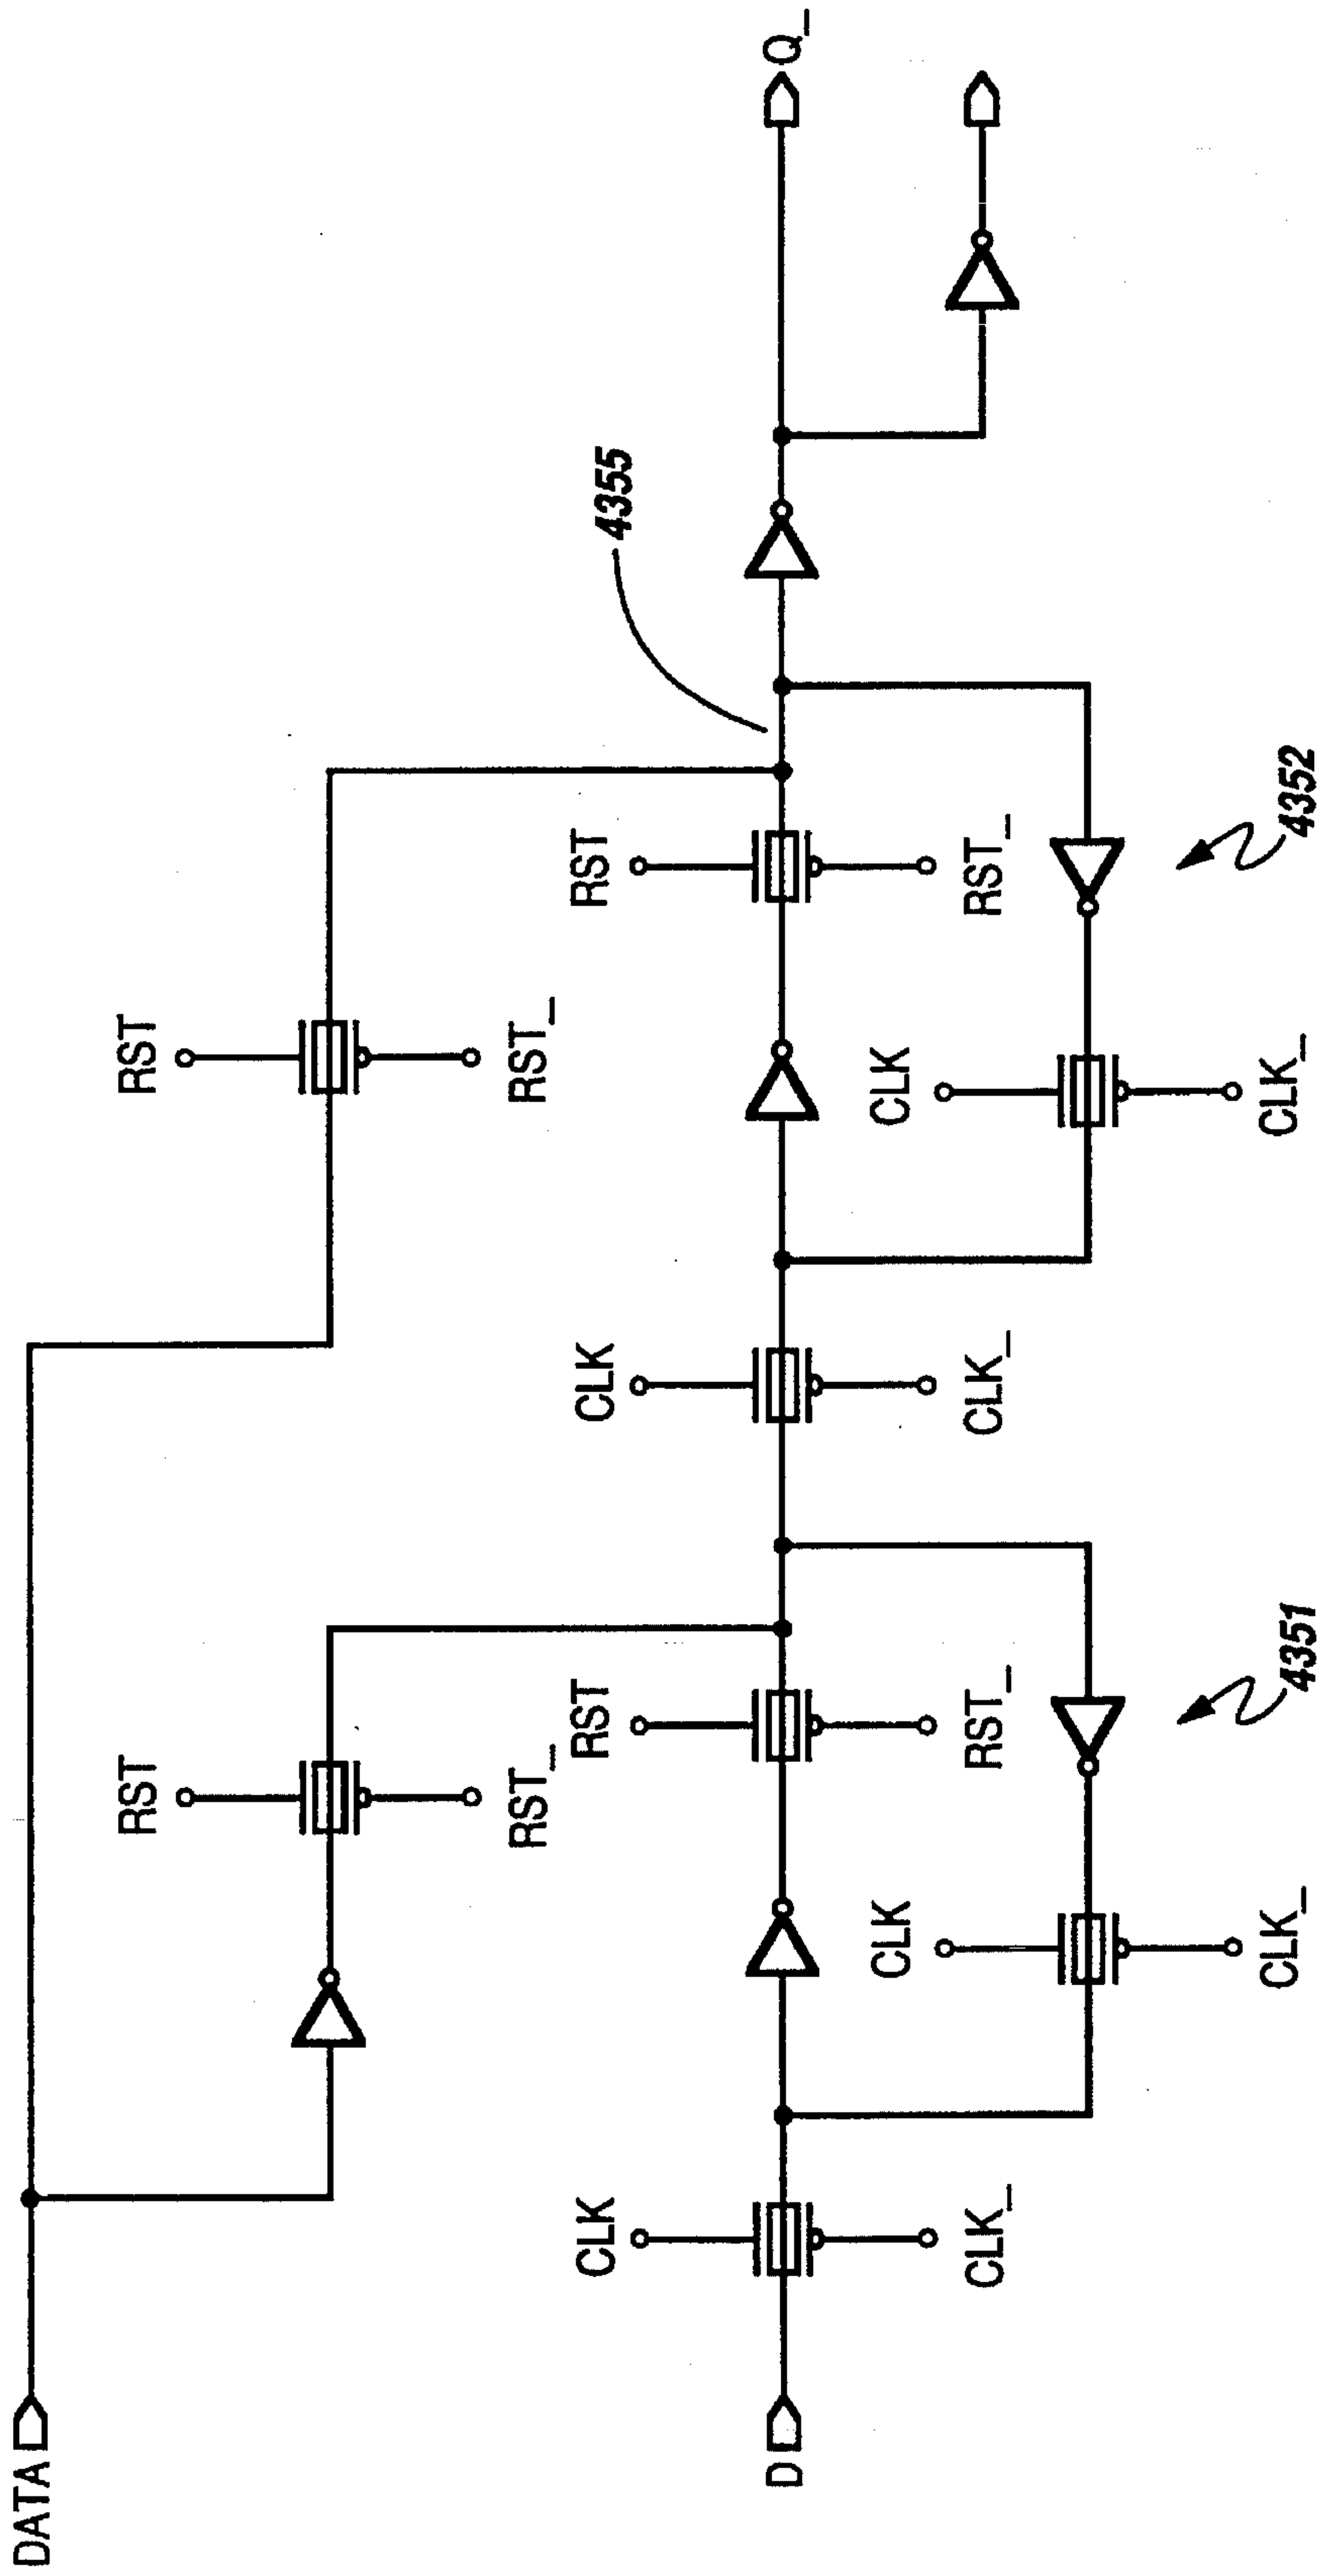 DATA
RST
RST_
RST
RST_
D
CLK
CLK_
RST
RST_
CLK
CLK_
RST
RST_
4355
Q_
CLK
CLK_
4351
CLK
CLK_
4352